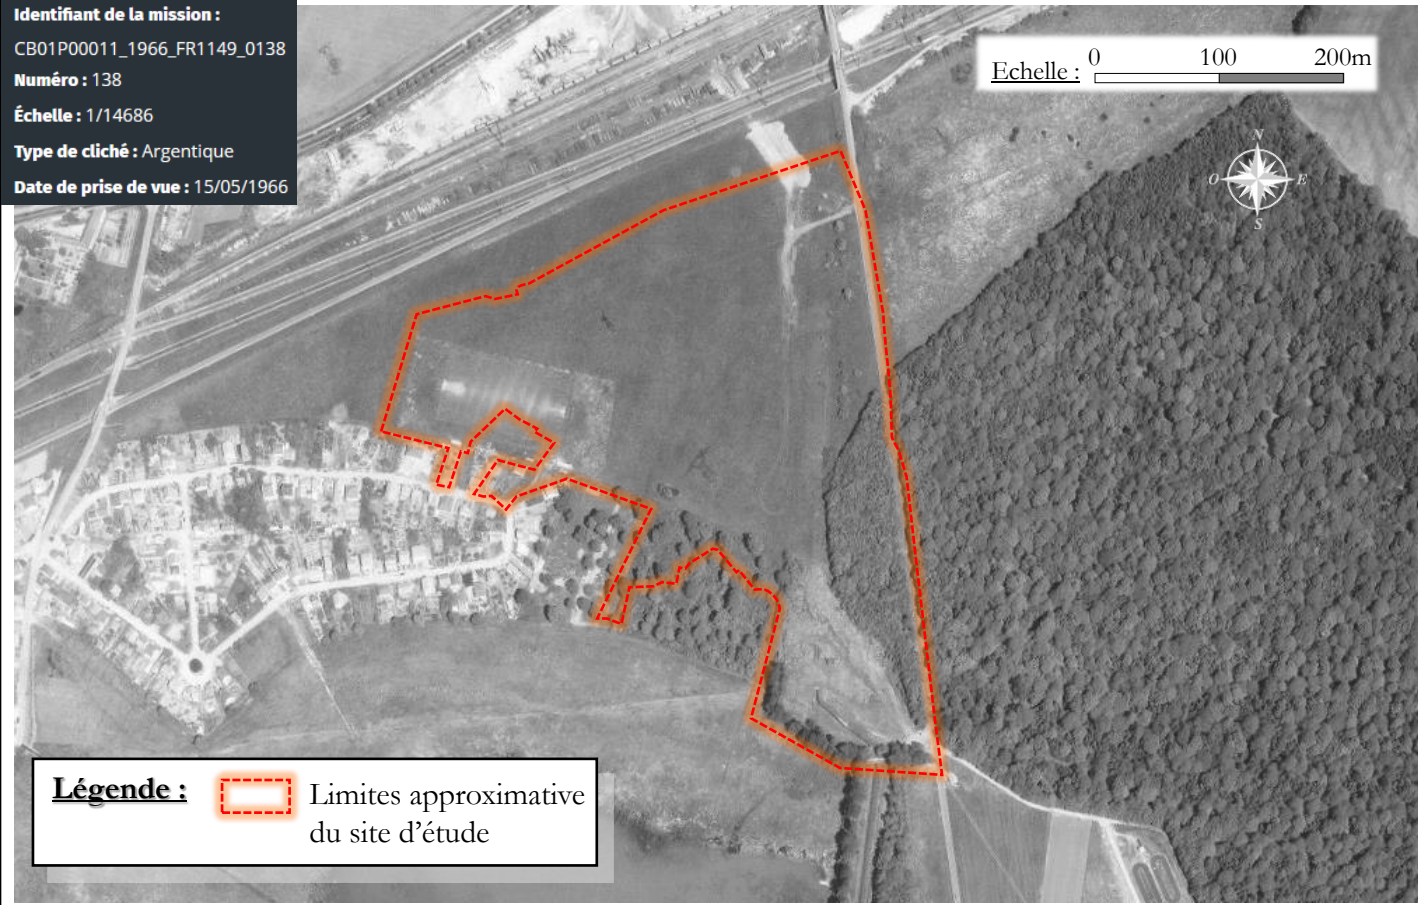 Identifiant de la mission :
CB01P00011_1966_FR1149_0138
Numéro : 138
Échelle : 1/14686
Type de cliché : Argentique
Date de prise de vue : 15/05/1966
Echelle : 0 100 200m
N
O E
S
Légende :
Limites approximative
du site d’étude